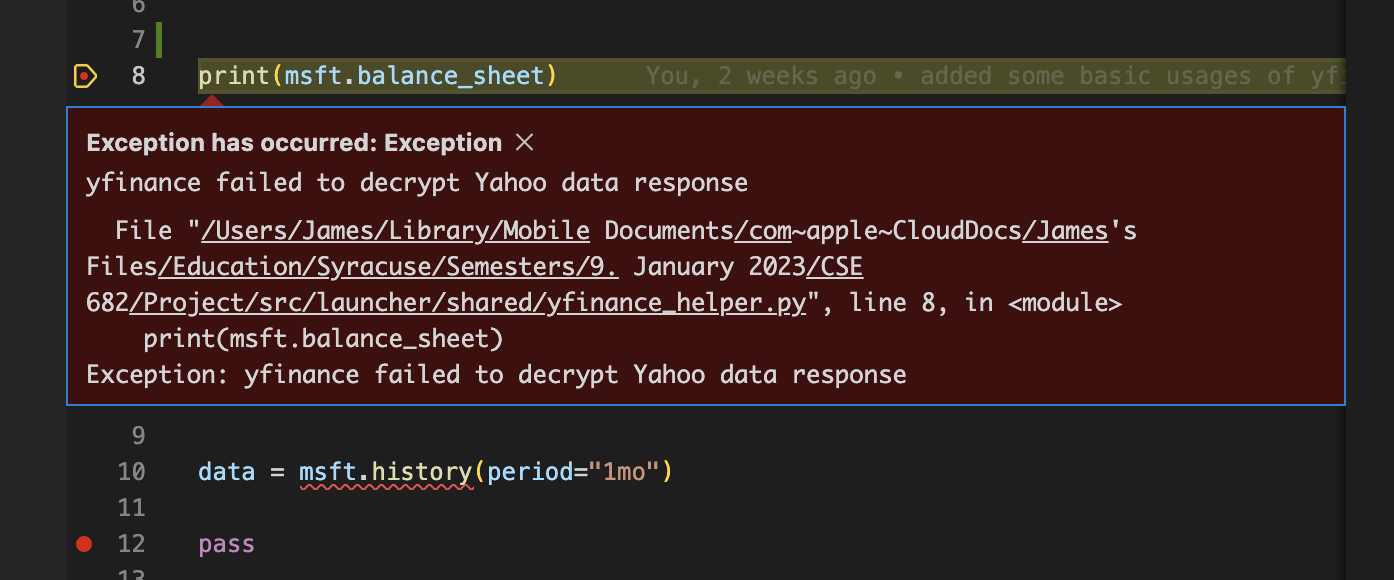 6
7
8 print(msft.balance_sheet) You, 2 weeks ago • added some basic usages of
Exception has occurred: Exception ×
yfinance failed to decrypt Yahoo data response
File "/Users/James/Library/Mobile Documents/com~apple~CloudDocs/James's
Files/Education/Syracuse/Semesters/9. January 2023/CSE
682/Project/src/launcher/shared/yfinance_helper.py", line 8, in <module>
print(msft.balance_sheet)
Exception: yfinance failed to decrypt Yahoo data response
9
10 data = msft.history(period="1mo")
11
12 pass
13